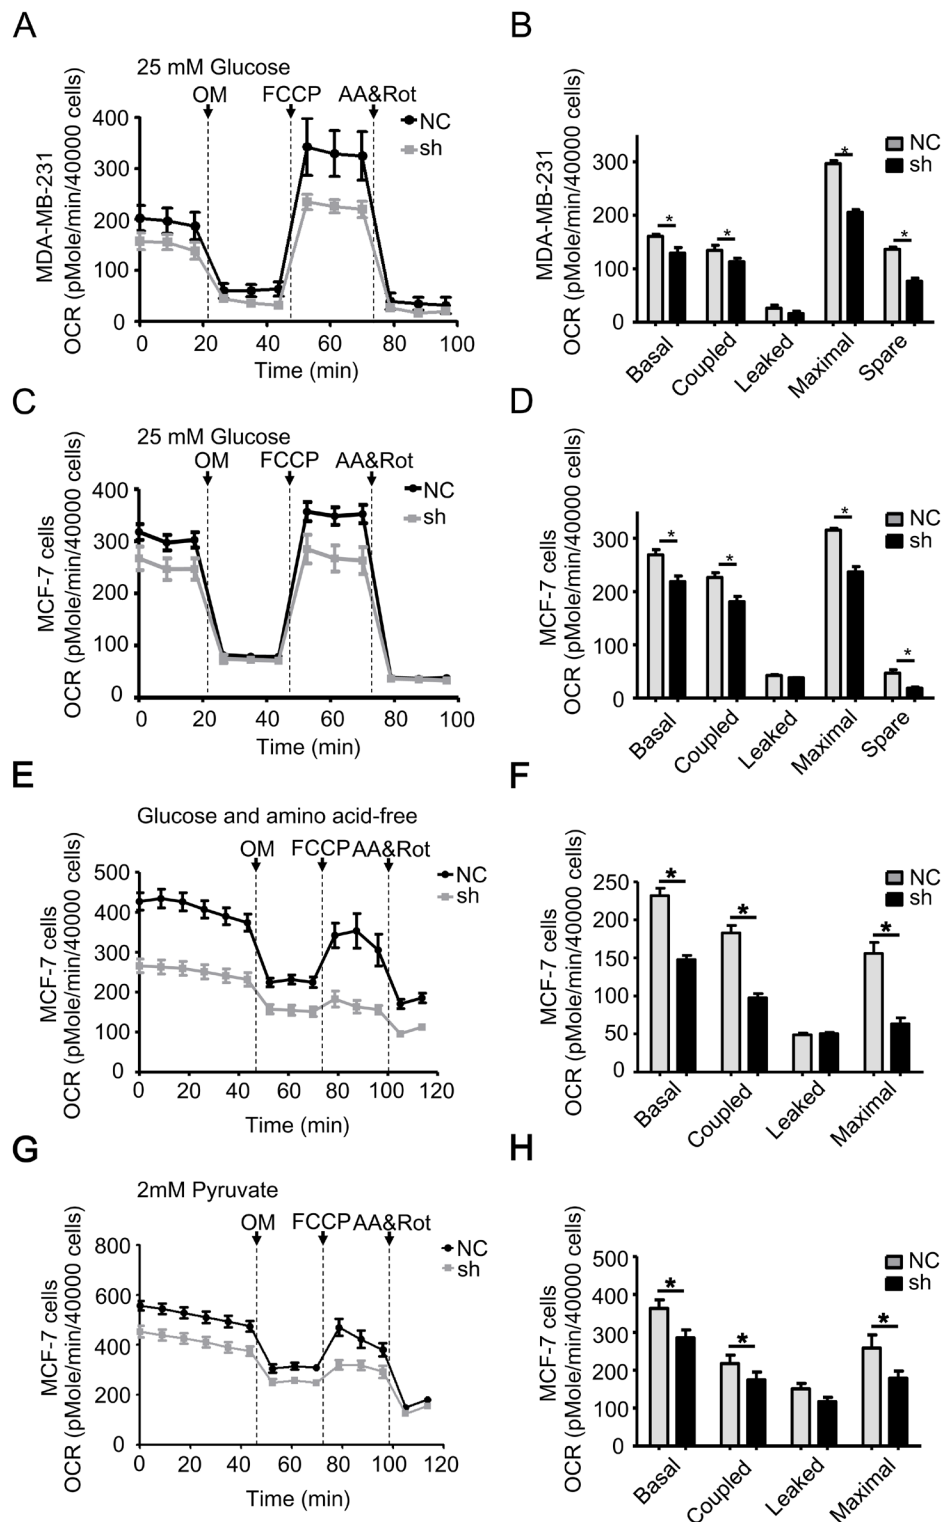 A
25 mM Glucose
OM FCCP AA&Rot
MDA-MB-231
OCR (pMole/min/40000 cells)
400
300
200
100
0
NC
sh
0 20 40 60 80 100
Time (min)
B
MDA-MB-231
OCR (pMole/min/40000 cells)
300
200
100
0
NC
sh
* * * *
Basal Coupled Leaked Maximal Spare
C
25 mM Glucose
OM FCCP AA&Rot
MCF-7 cells
OCR (pMole/min/40000 cells)
400
300
200
100
0
NC
sh
0 20 40 60 80 100
Time (min)
D
MCF-7 cells
OCR (pMole/min/40000 cells)
300
200
100
0
NC
sh
* * * *
Basal Coupled Leaked Maximal Spare
E
Glucose and amino acid-free
OM FCCP AA&Rot
MCF-7 cells
OCR (pMole/min/40000 cells)
500
400
300
200
100
0
NC
sh
0 20 40 60 80 100 120
Time (min)
F
MCF-7 cells
OCR (pMole/min/40000 cells)
250
200
150
100
50
0
NC
sh
* * *
Basal Coupled Leaked Maximal
G
2mM Pyruvate
OM FCCP AA&Rot
MCF-7 cells
OCR (pMole/min/40000 cells)
800
600
400
200
0
NC
sh
0 20 40 60 80 100 120
Time (min)
H
MCF-7 cells
OCR (pMole/min/40000 cells)
500
400
300
200
100
0
NC
sh
* * *
Basal Coupled Leaked Maximal